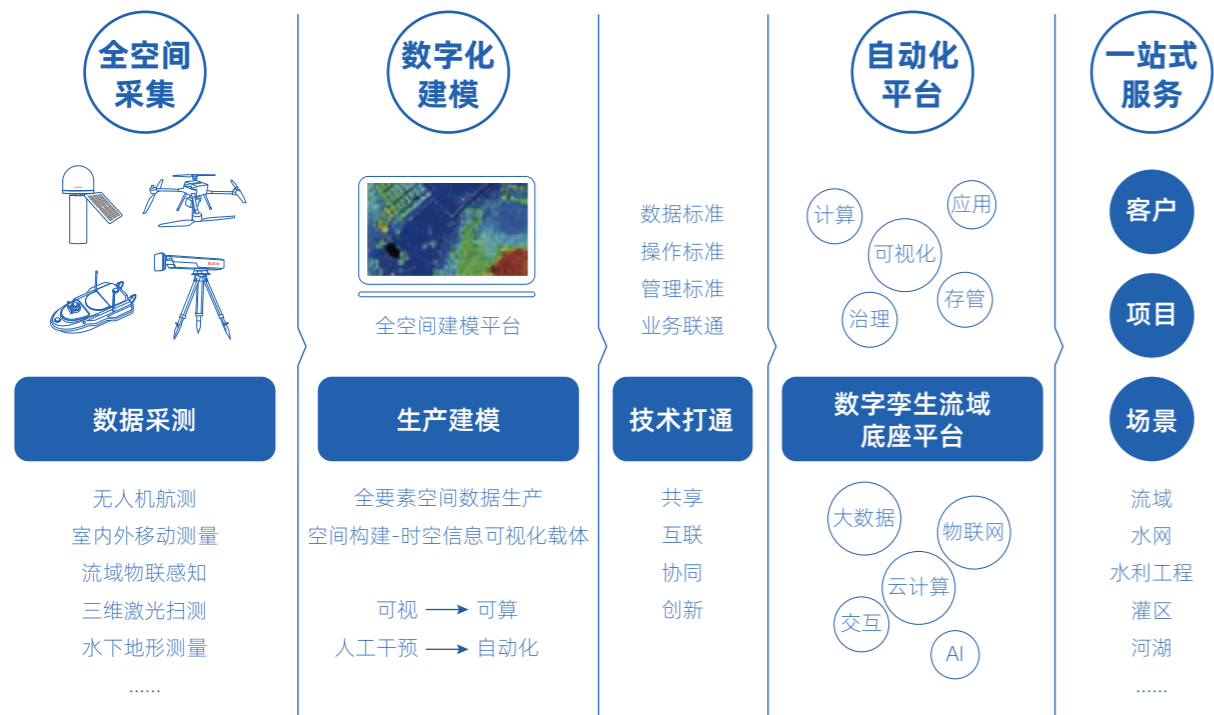 全空间
采集
数据采测
无人机航测
室内外移动测量
流域物联感知
三维激光扫测
水下地形测量
......
数字化
建模
全空间建模平台
生产建模
全要素空间数据生产
空间构建-时空信息可视化载体
可视 → 可算
人工干预 → 自动化
数据标准
操作标准
管理标准
业务联通
技术打通
共享
互联
协同
创新
自动化
平台
计算
应用
可视化
存管
治理
数字孪生流域
底座平台
大数据
物联网
云计算
交互
AI
一站式
服务
客户
项目
场景
流域
水网
水利工程
灌区
河湖
......